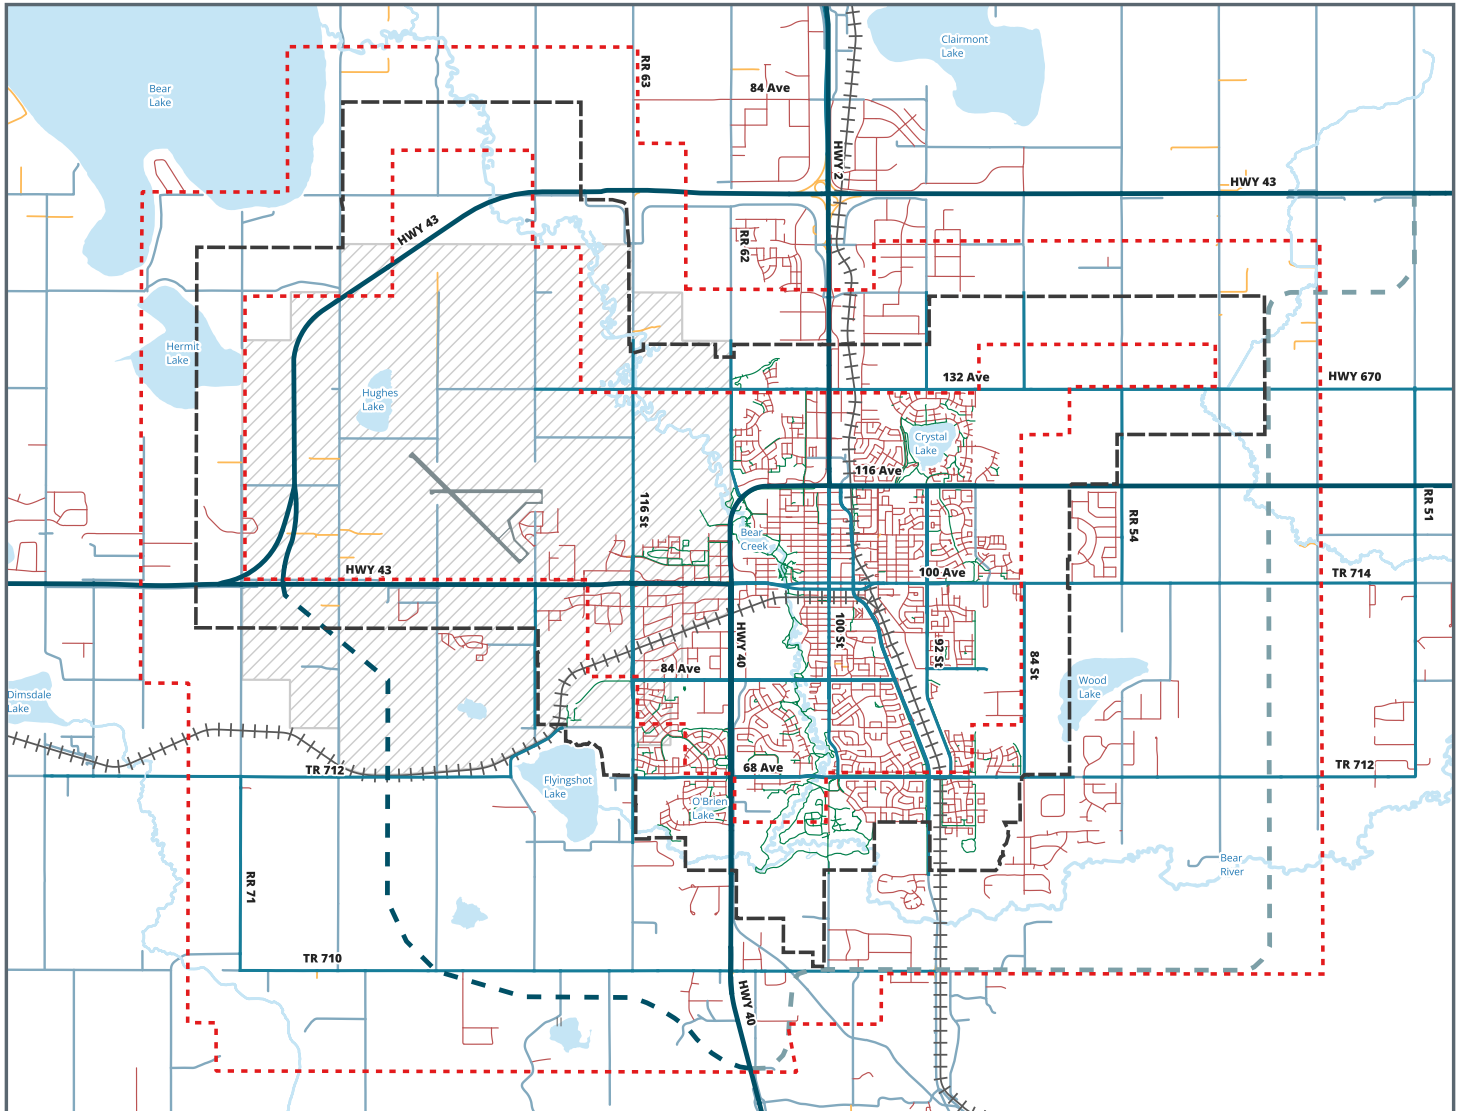 Clairmont
Lake
RR 63
Bear
Lake
84 Ave
HWY 2
HWY 43
HWY 43
RR 62
Hermit
Lake
Hughes
Lake
132 Ave
HWY 670
Crystal
Lake
116 Ave
116 St
RR 51
RR 54
Bear
Creek
HWY 43
100 Ave
TR 714
100 St
HWY 40
92 St
84 St
84 Ave
Wood
Lake
Dimsdale
Lake
TR 712
68 Ave
TR 712
Flyingshot
Lake
O'Brien
Lake
Bear
River
RR 71
TR 710
HWY 40